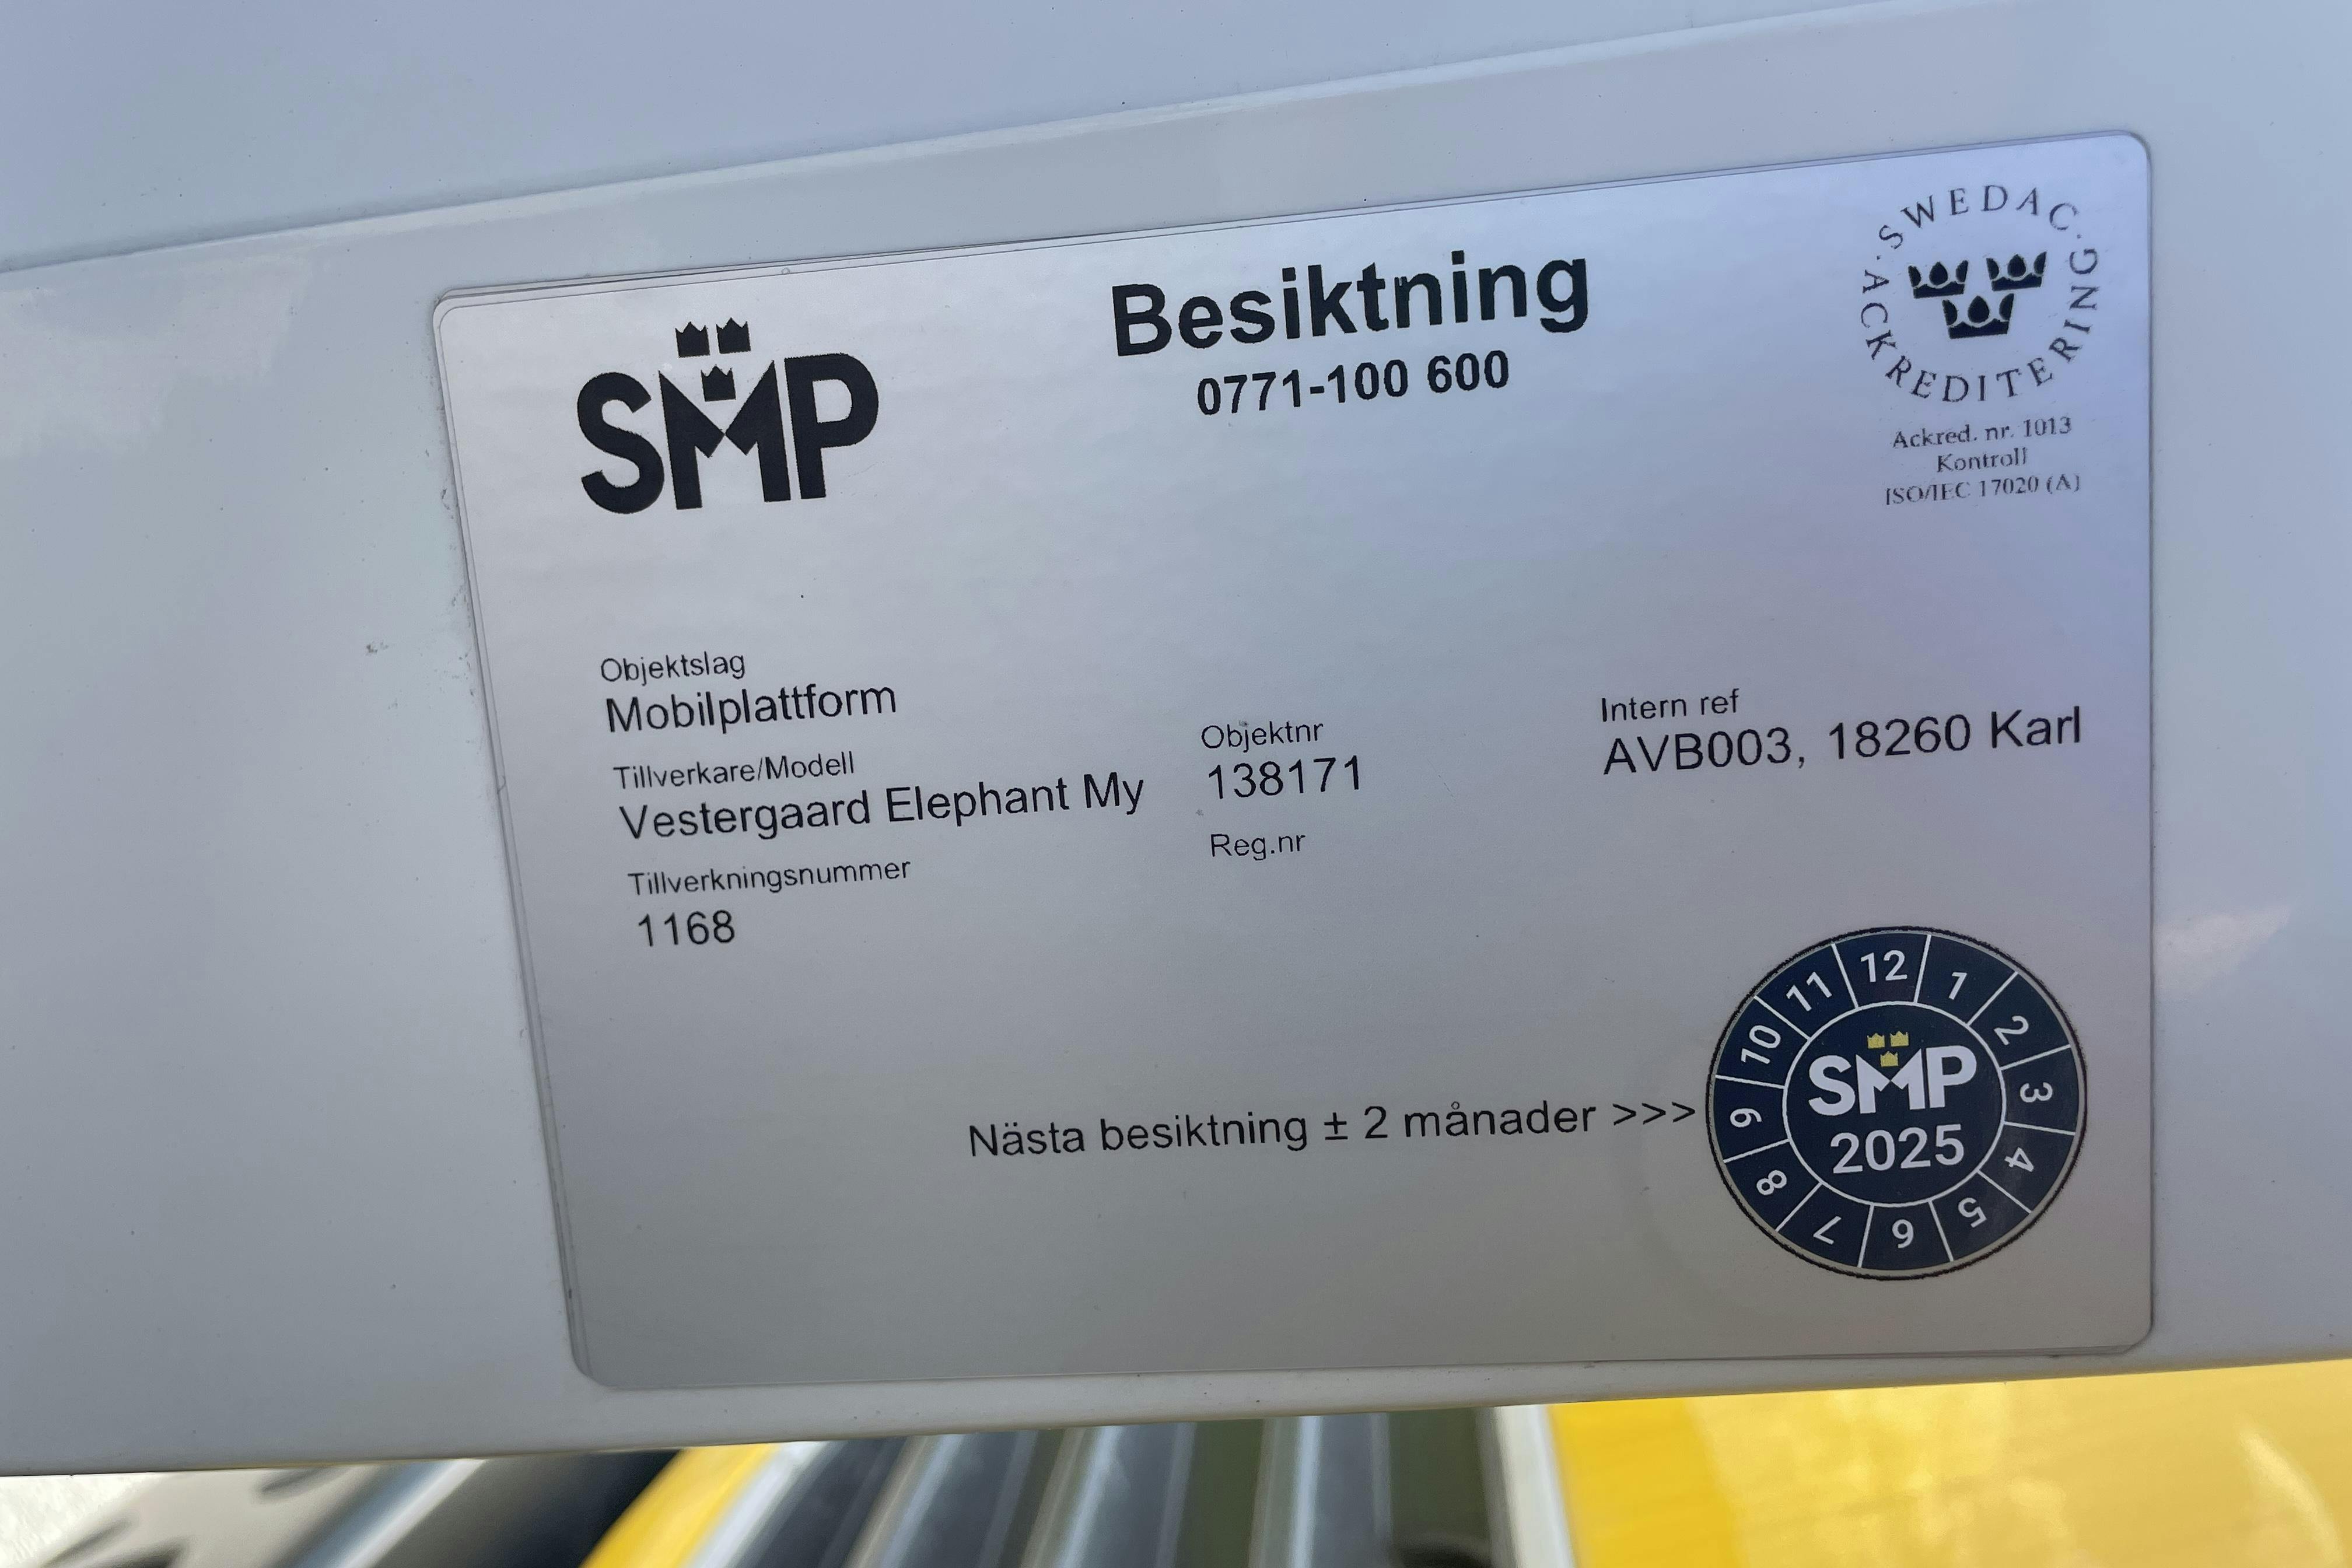 SMP
Besiktning
0771-100 600
SWEDAC · ACKREDITERING ·
Ackred. nr. 1013
Kontroll
ISO/IEC 17020 (A)
Objektslag
Mobilplattform
Tillverkare/Modell
Vestergaard Elephant My
Tillverkningsnummer
1168
Objektnr
138171
Reg.nr
Intern ref
AVB003, 18260 Karl
Nästa besiktning ± 2 månader >>>
12 1 2 3 4 5 6 7 8 9 10 11
SMP
2025